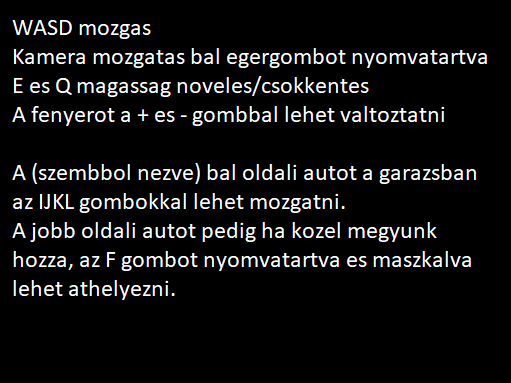 WASD mozgas
Kamera mozgatas bal egergombot nyomvatartva
E es Q magassag noveles/csokkentes
A fenyerot a + es - gombbal lehet valtoztatni
A (szembbol nezve) bal oldali autot a garazsban
az IJKL gombokkal lehet mozgatni.
A jobb oldali autot pedig ha kozel megyunk
hozza, az F gombot nyomvatartva es maszkalva
lehet athelyezni.